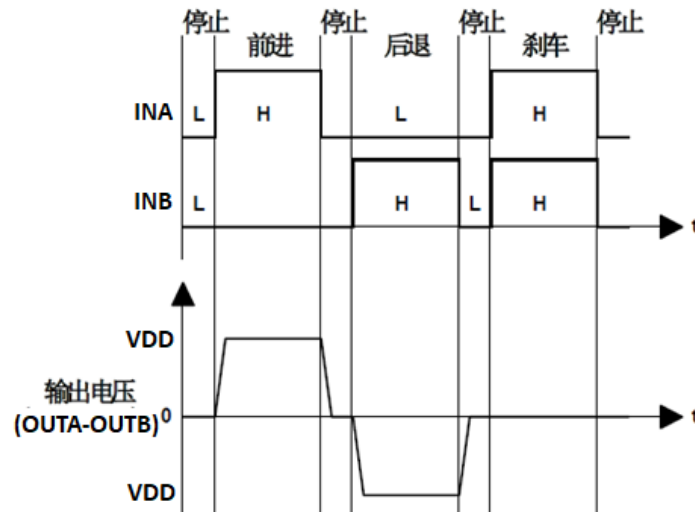 停止 停止 停止 停止
前进 后退 刹车
INA L H L H
INB L H L H
t
VDD
输出电压
(OUTA-OUTB) 0
t
VDD